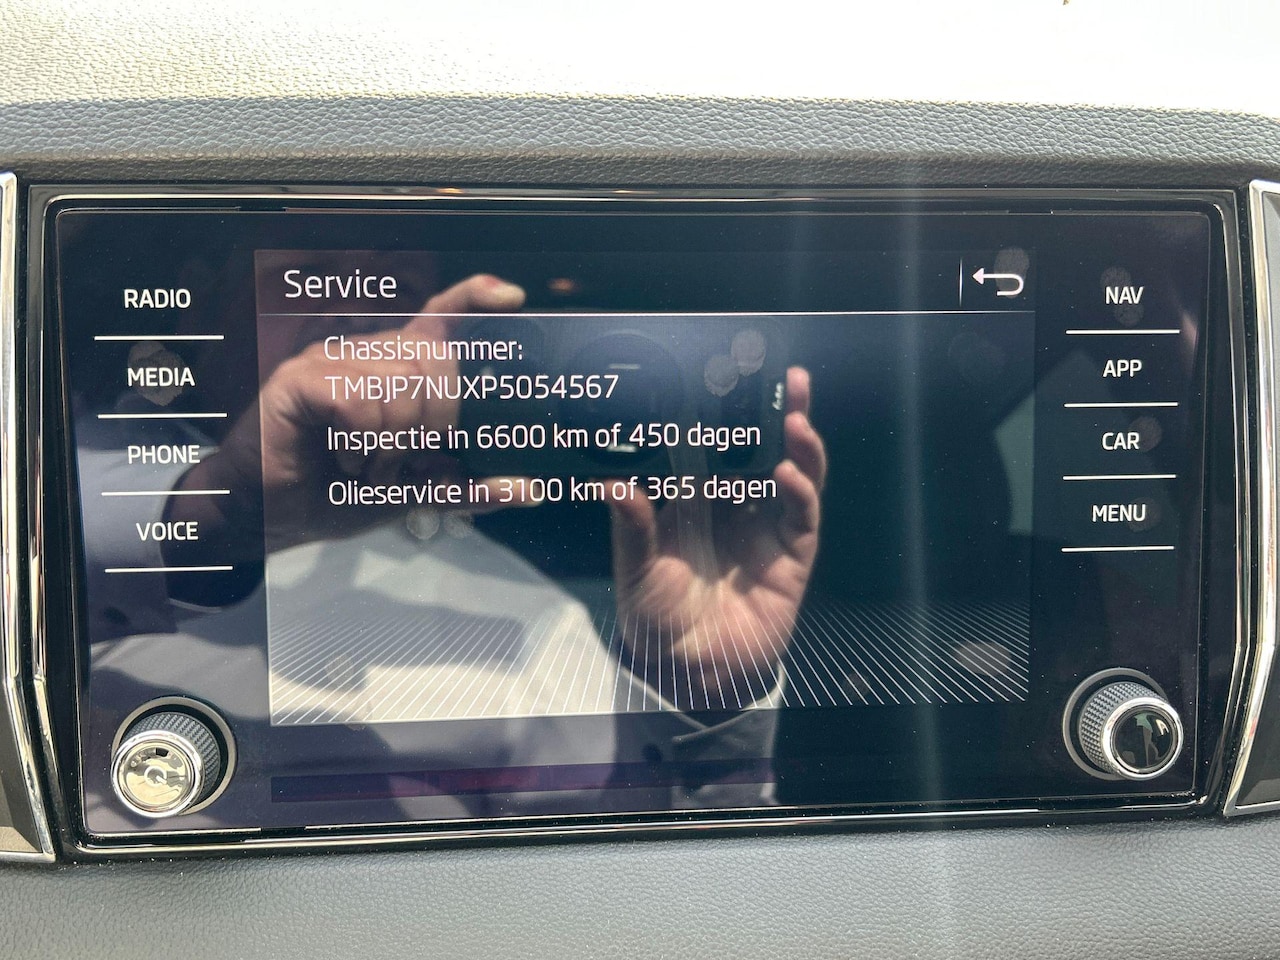 Service
RADIO
MEDIA
PHONE
VOICE
Chassisnummer:
TMBJP7NUXP5054567
Inspectie in 6600 km of 450 dagen
Olieservice in 3100 km of 365 dagen
NAV
APP
CAR
MENU